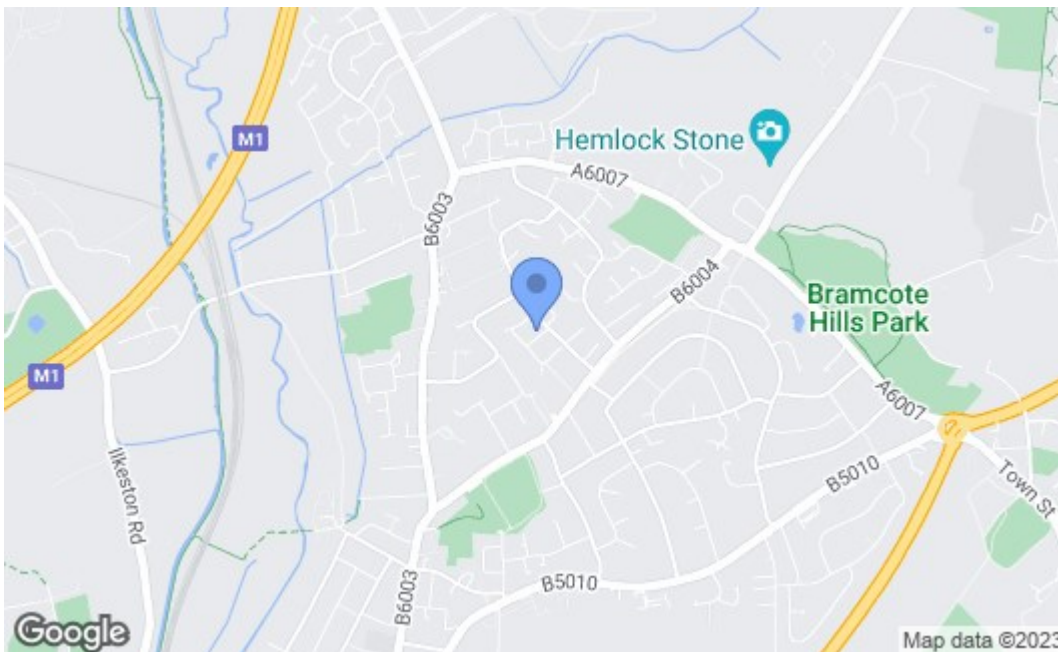 M1
Hemlock Stone
A6007
B6003
B6004
Bramcote
Hills Park
M1
A6007
Ilkeston Rd
B5010
Town St
B5010
B6003
Google
Map data ©2023